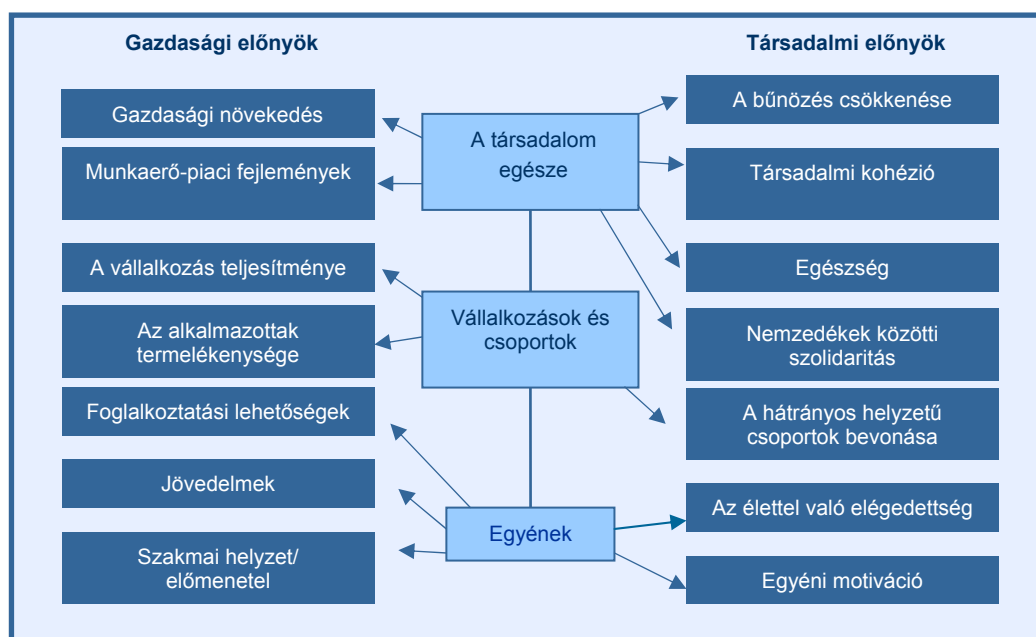 Gazdasági előnyök
Társadalmi előnyök
Gazdasági növekedés
Munkaerő-piaci fejlemények
A vállalkozás teljesítménye
Az alkalmazottak
termelékenysége
Foglalkoztatási lehetőségek
Jövedelmek
Szakmai helyzet/
előmenetel
A társadalom
egésze
Vállalkozások és
csoportok
Egyének
A bűnözés csökkenése
Társadalmi kohézió
Egészség
Nemzedékek közötti
szolidaritás
A hátrányos helyzetű
csoportok bevonása
Az élettel való elégedettség
Egyéni motiváció